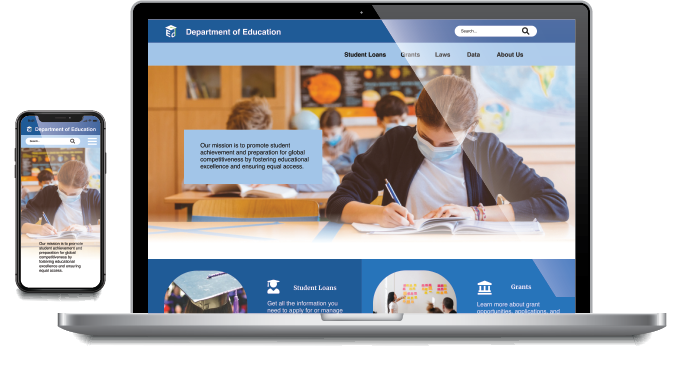 Department of Education
Search...
Student Loans Grants Laws Data About Us
Our mission is to promote student
achievement and preparation for global
competitiveness by fostering educational
excellence and ensuring equal access.
Student Loans
Get all the information you
need to apply for or manage
Grants
Learn more about grant
opportunities, applications, and
Department of Education
Search...
Our mission is to promote
student achievement and
preparation for global
competitiveness by
fostering educational
excellence and ensuring
equal access.